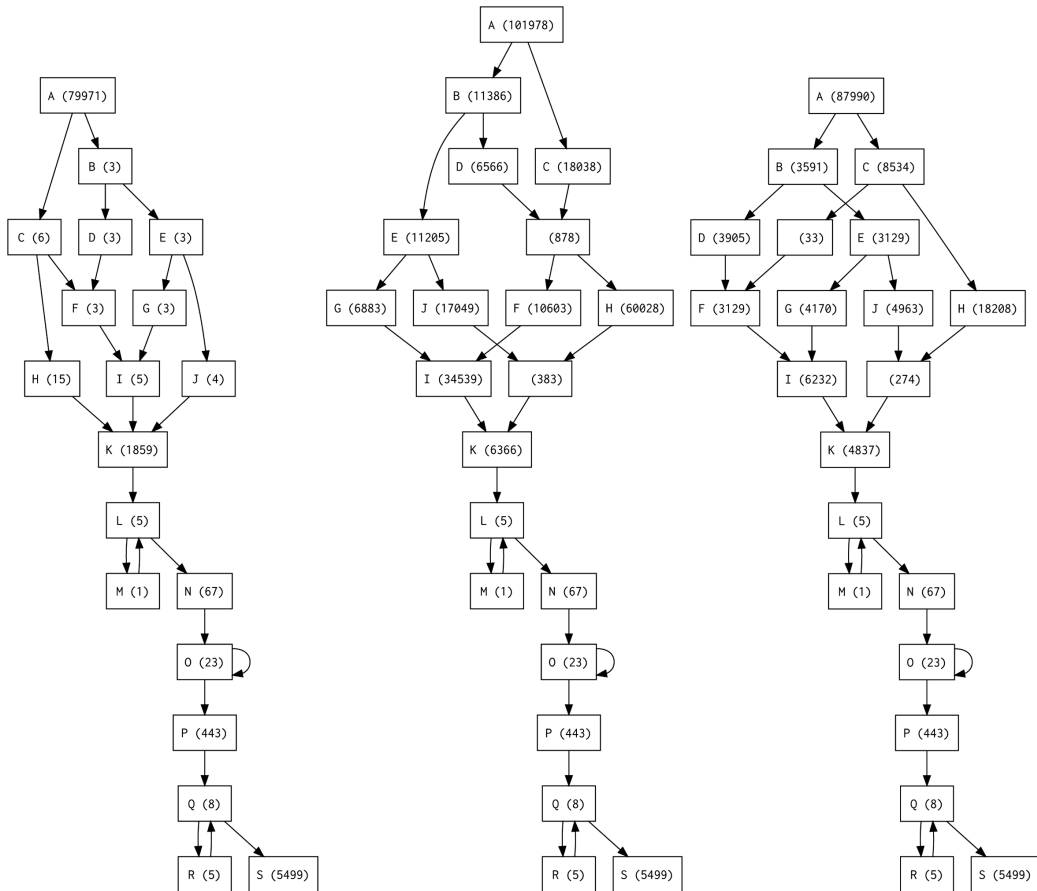 A (101978)
A (79971)
B (11386)
A (87990)
B (3)
D (6566)
C (18038)
B (3591)
C (8534)
C (6)
D (3)
E (3)
E (11205)
(878)
D (3905)
(33)
E (3129)
F (3)
G (3)
G (6883)
J (17049)
F (10603)
H (60028)
F (3129)
G (4170)
J (4963)
H (18208)
H (15)
I (5)
J (4)
I (34539)
(383)
I (6232)
(274)
K (1859)
K (6366)
K (4837)
L (5)
L (5)
L (5)
M (1)
N (67)
M (1)
N (67)
M (1)
N (67)
O (23)
O (23)
O (23)
P (443)
P (443)
P (443)
Q (8)
Q (8)
Q (8)
R (5)
S (5499)
R (5)
S (5499)
R (5)
S (5499)